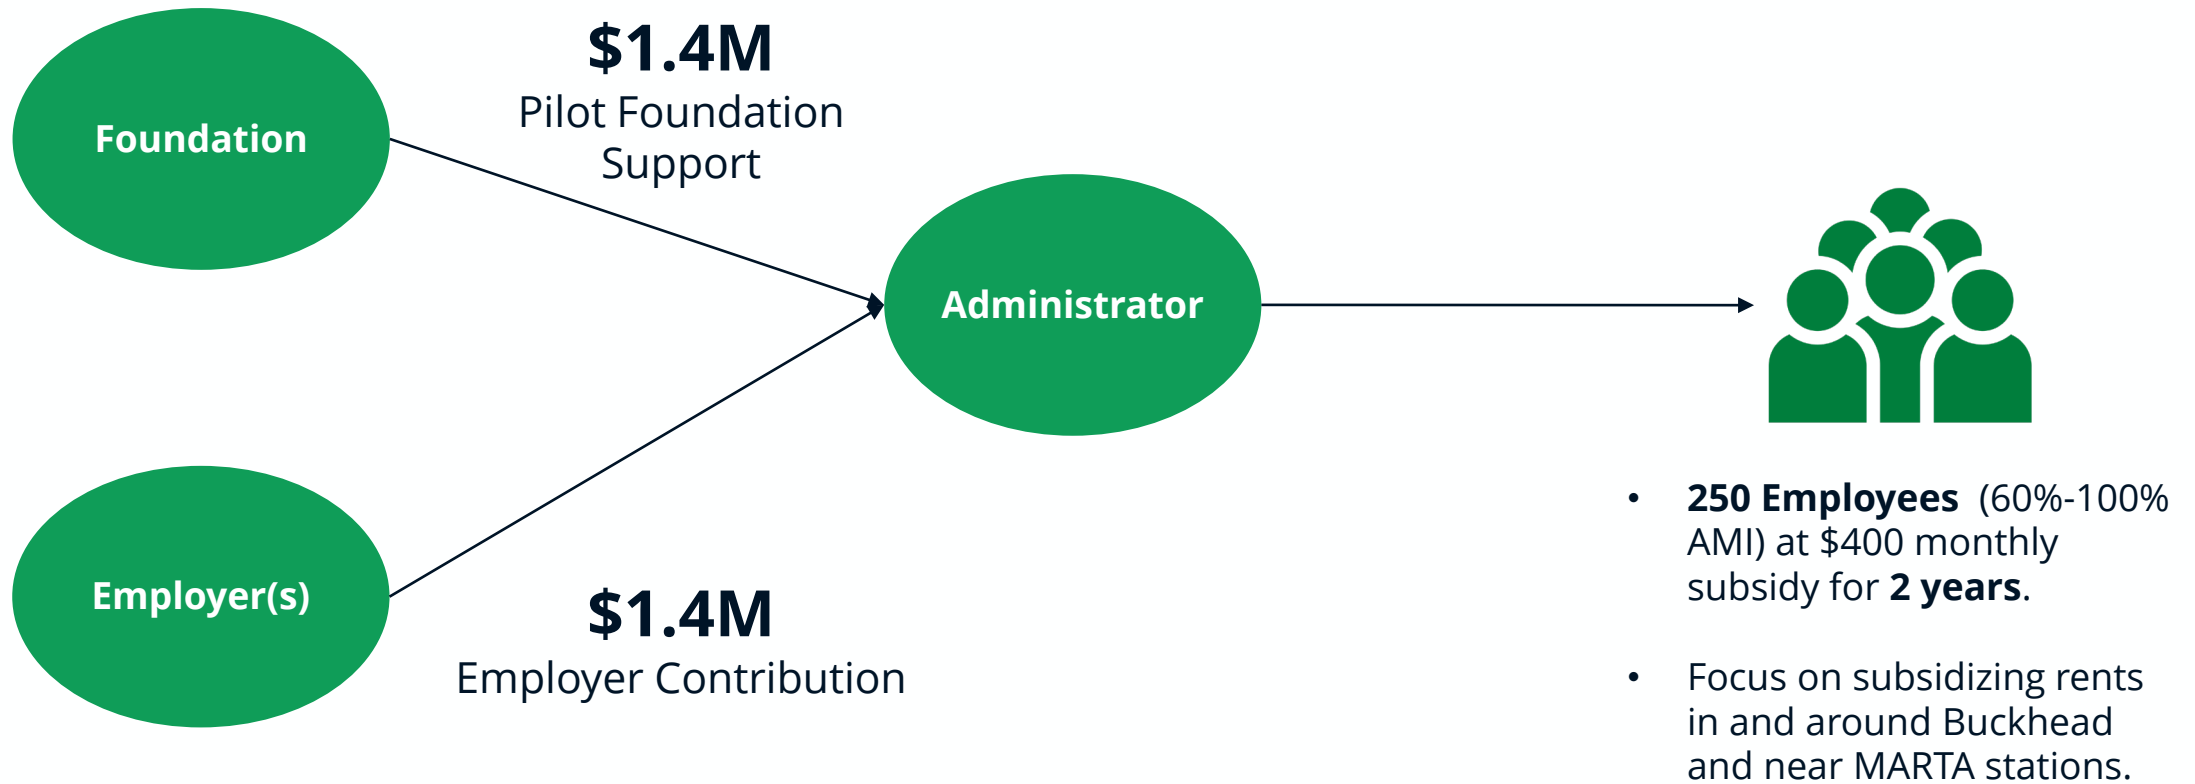 $1.4M
Pilot Foundation
Support
Foundation
Administrator
Employer(s)
$1.4M
Employer Contribution
• 250 Employees (60%-100%
AMI) at $400 monthly
subsidy for 2 years.
• Focus on subsidizing rents
in and around Buckhead
and near MARTA stations.